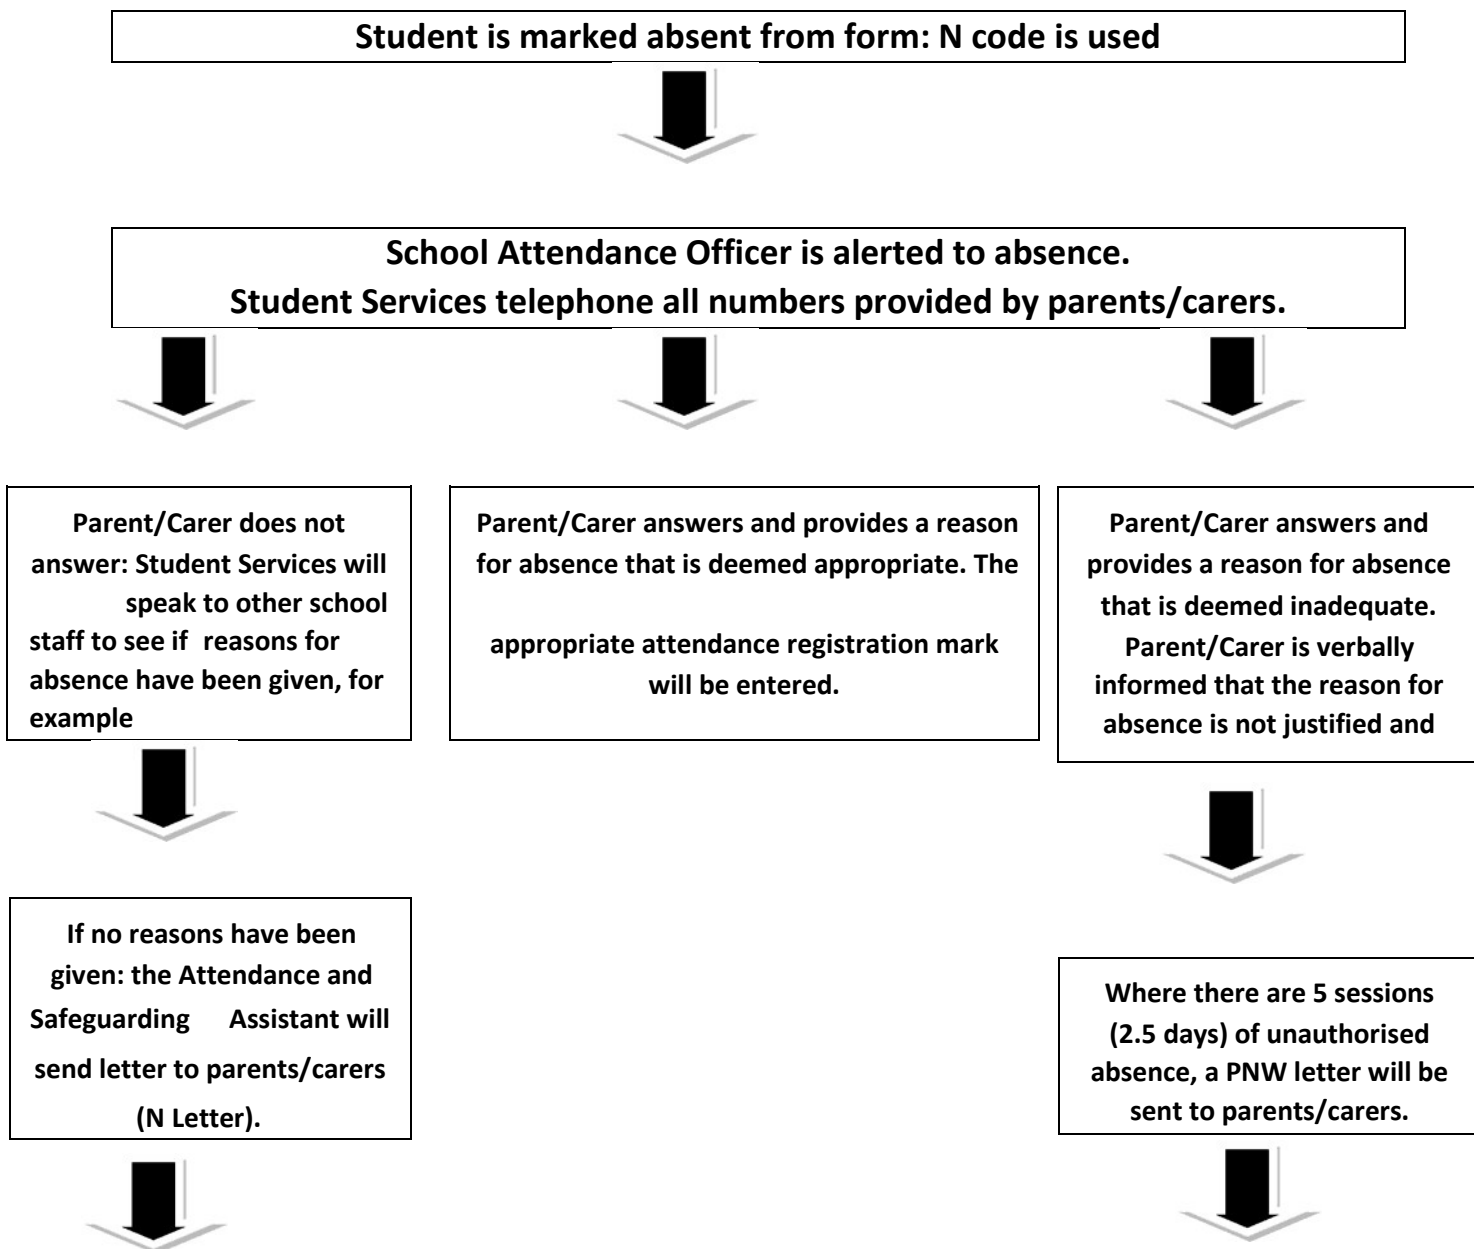 Student is marked absent from form: N code is used
School Attendance Officer is alerted to absence.
Student Services telephone all numbers provided by parents/carers.
Parent/Carer does not
answer: Student Services will
speak to other school
staff to see if reasons for
absence have been given, for
example
Parent/Carer answers and provides a reason
for absence that is deemed appropriate. The
appropriate attendance registration mark
will be entered.
Parent/Carer answers and
provides a reason for absence
that is deemed inadequate.
Parent/Carer is verbally
informed that the reason for
absence is not justified and
If no reasons have been
given: the Attendance and
Safeguarding Assistant will
send letter to parents/carers
(N Letter).
Where there are 5 sessions
(2.5 days) of unauthorised
absence, a PNW letter will be
sent to parents/carers.